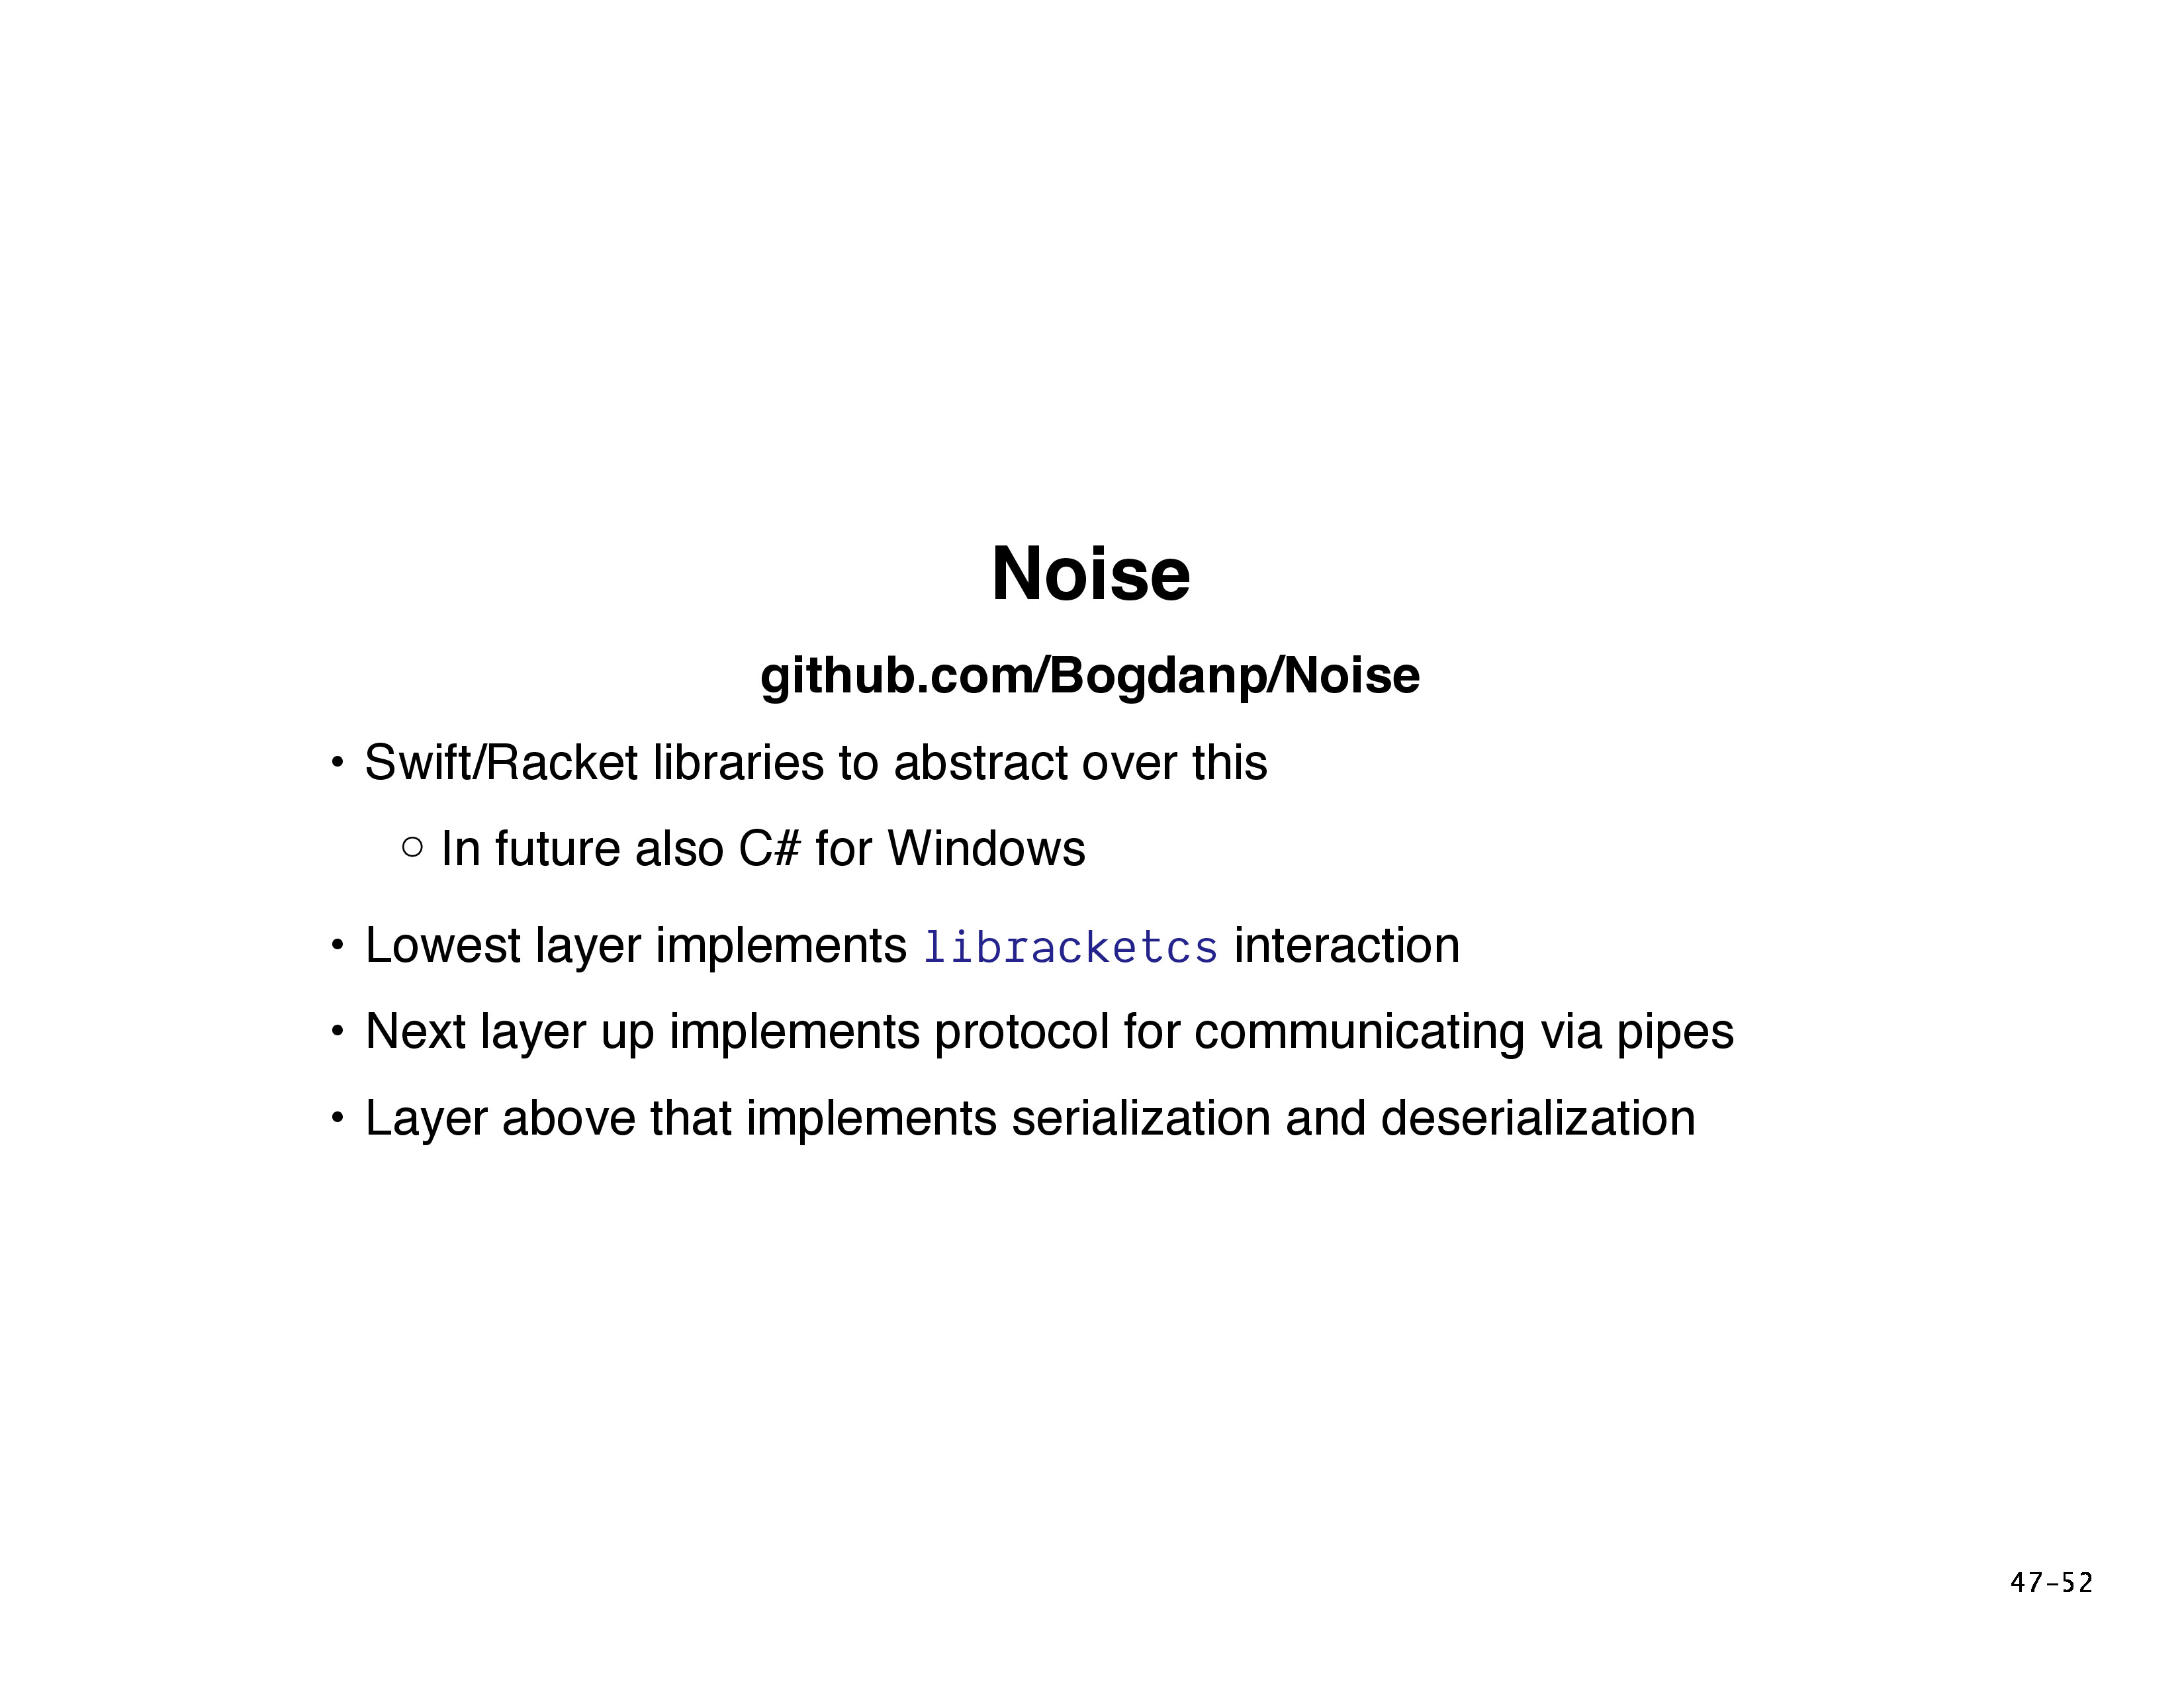 Noise
github.com/Bogdanp/Noise
• Swift/Racket libraries to abstract over this
○ In future also C# for Windows
• Lowest layer implements libracketcs interaction
• Next layer up implements protocol for communicating via pipes
• Layer above that implements serialization and deserialization
47-52